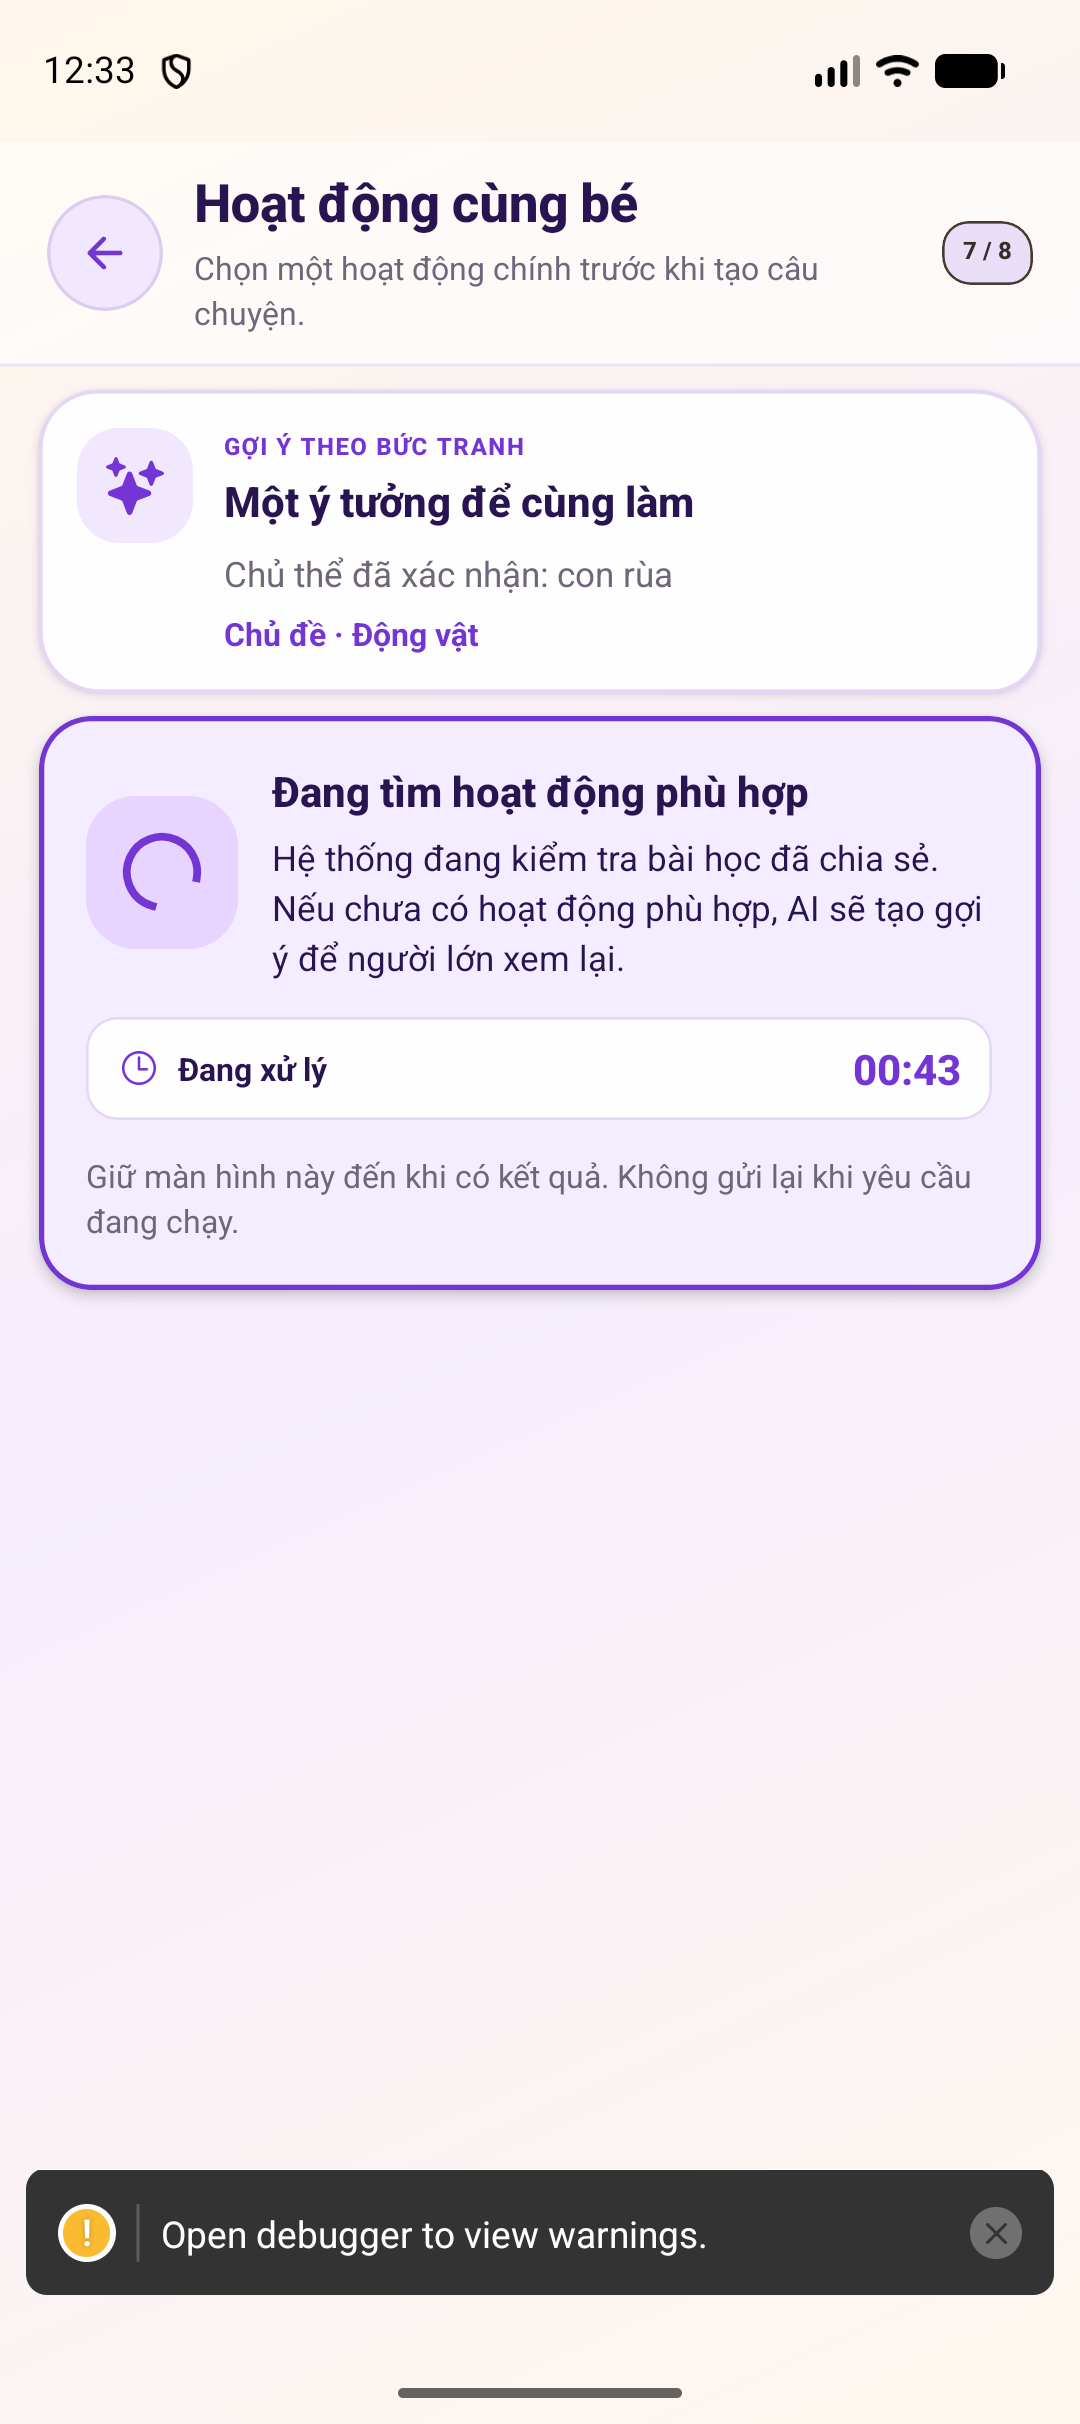 12:33
Hoạt động cùng bé
Chọn một hoạt động chính trước khi tạo câu
chuyện.
7 / 8
GỢI Ý THEO BỨC TRANH
Một ý tưởng để cùng làm
Chủ thể đã xác nhận: con rùa
Chủ đề · Động vật
Đang tìm hoạt động phù hợp
Hệ thống đang kiểm tra bài học đã chia sẻ.
Nếu chưa có hoạt động phù hợp, AI sẽ tạo gợi
ý để người lớn xem lại.
Đang xử lý
00:43
Giữ màn hình này đến khi có kết quả. Không gửi lại khi yêu cầu
đang chạy.
Open debugger to view warnings.